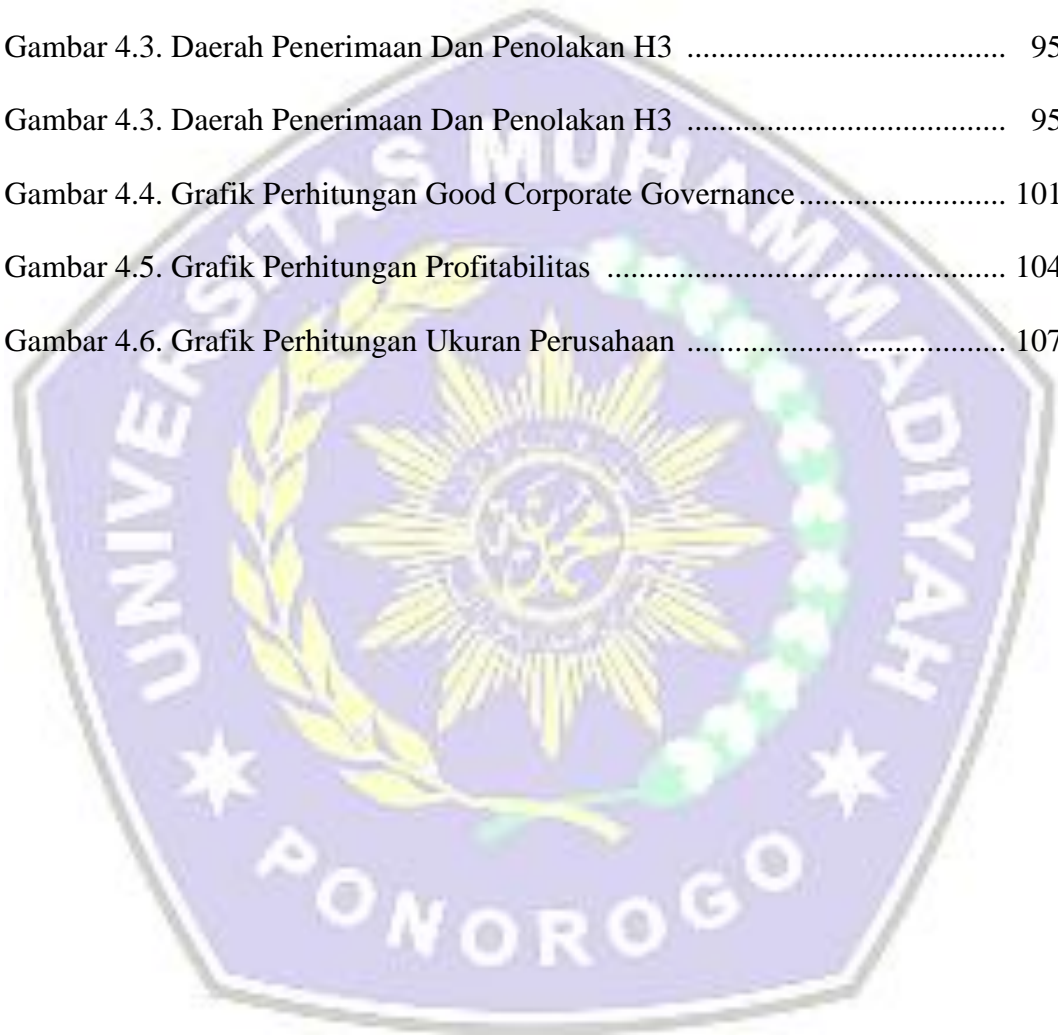 Gambar 4.3. Daerah Penerimaan Dan Penolakan H3 ..................................... 95
Gambar 4.3. Daerah Penerimaan Dan Penolakan H3 ..................................... 95
Gambar 4.4. Grafik Perhitungan Good Corporate Governance........................ 101
Gambar 4.5. Grafik Perhitungan Profitabilitas .............................................. 104
Gambar 4.6. Grafik Perhitungan Ukuran Perusahaan ..................................... 107
UNIVERSITAS MUHAMMADIYAH
PONOROGO